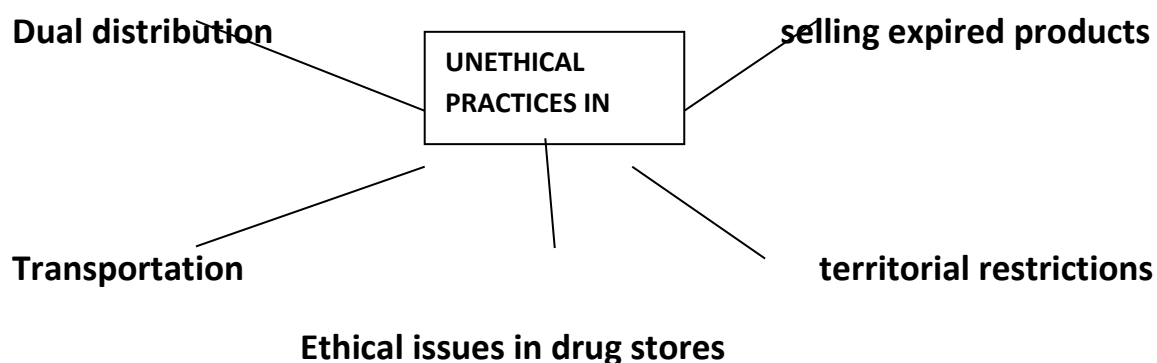 Dual distribution
selling expired products
UNETHICAL
PRACTICES IN
Transportation
territorial restrictions
Ethical issues in drug stores